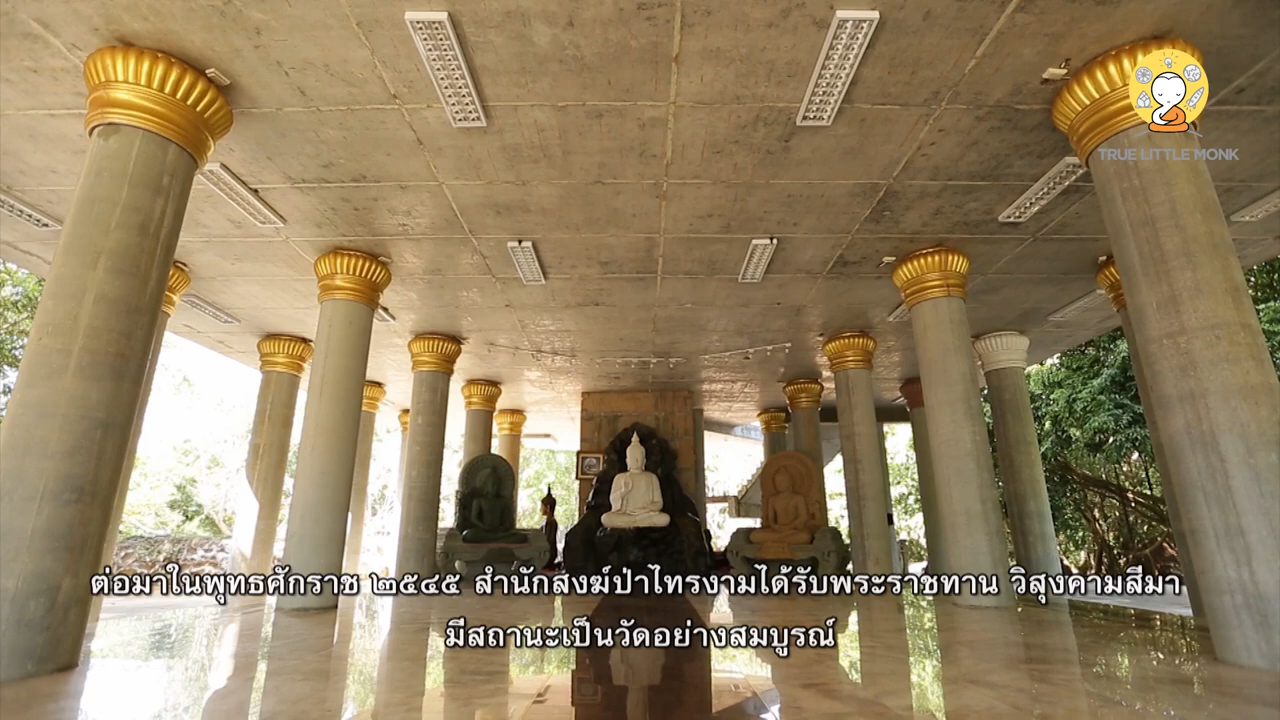 TRUE LITTLE MONK
ต่อมาในพุทธศักราช ๒๕๔๕ สำนักสงฆ์ป่าไทรงามได้รับพระราชทาน วิสุงคามสีมา
มีสถานะเป็นวัดอย่างสมบูรณ์